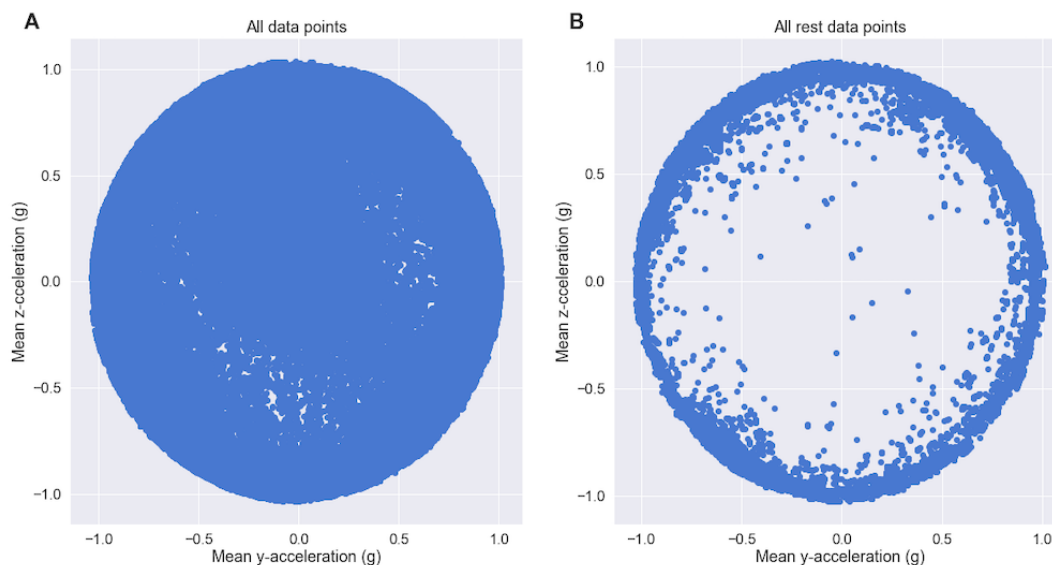 A
All data points
1.0
0.5
0.0
−0.5
−1.0
Mean z-cceleration (g)
−1.0
−0.5
0.0
0.5
1.0
Mean y-acceleration (g)
B
All rest data points
1.0
0.5
0.0
−0.5
−1.0
Mean z-cceleration (g)
−1.0
−0.5
0.0
0.5
1.0
Mean y-acceleration (g)